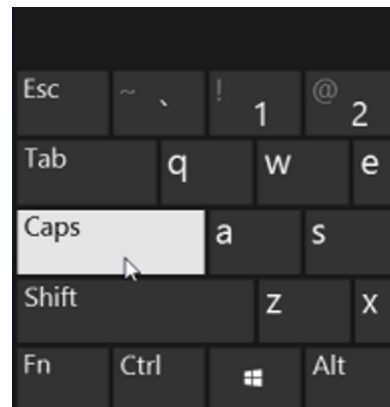 Esc ~ ` ! 1 @ 2
Tab q w e
Caps a s
Shift z x
Fn Ctrl Alt